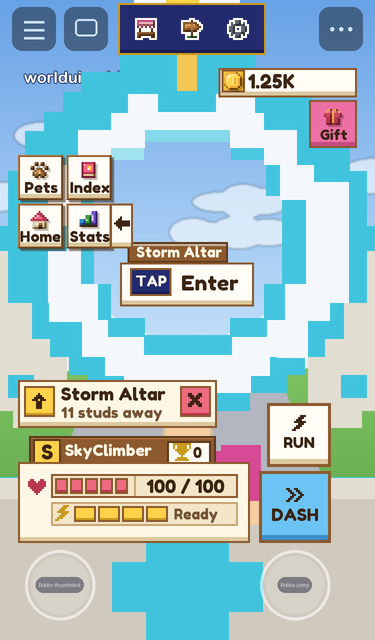 1.25K
Gift
Pets
Index
Home
Stats
Storm Altar
TAP Enter
Storm Altar
11 studs away
S SkyClimber 0
100 / 100
Ready
RUN
DASH
Roblox thumbstick
Roblox jump